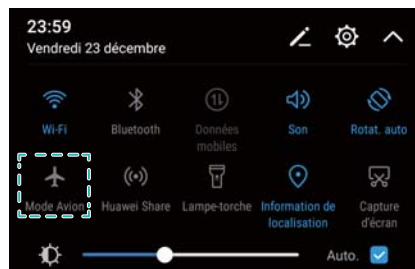 23:59
Vendredi 23 décembre
Wi-Fi
Bluetooth
Données
mobiles
Son
Rotat. auto
Mode Avion
Huawei Share
Lampe-torche
Information de
localisation
Capture
d'écran
Auto.